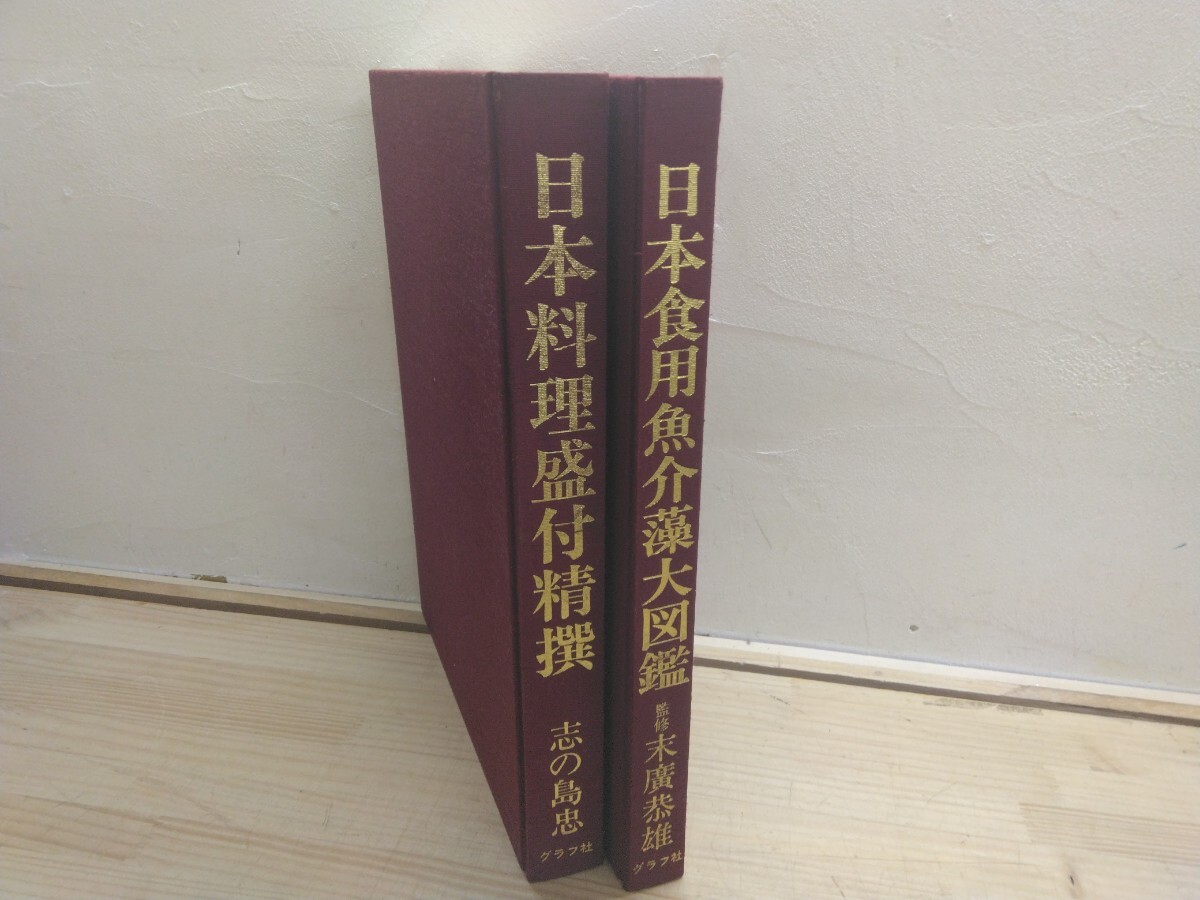 日本料理盛付精撰
志の島忠
グラフ社
日本食用魚介藻大図鑑
監修 末廣恭雄
グラフ社